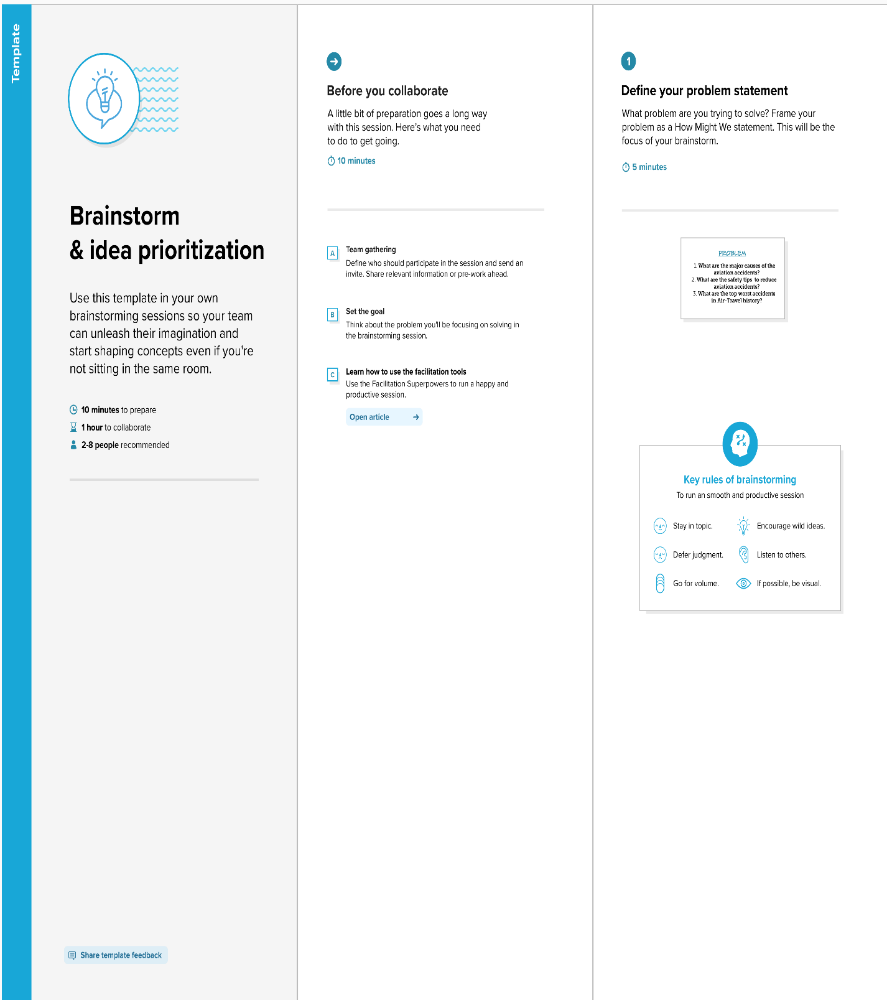 Template
Brainstorm
& idea prioritization
Use this template in your own
brainstorming sessions so your team
can unleash their imagination and
start shaping concepts even if you're
not sitting in the same room.
10 minutes to prepare
1 hour to collaborate
2-8 people recommended
Share template feedback
Before you collaborate
A little bit of preparation goes a long way
with this session. Here's what you need
to do to get going.
10 minutes
A
Team gathering
Define who should participate in the session and send an
invite. Share relevant information or pre-work ahead.
B
Set the goal
Think about the problem you'll be focusing on solving in
the brainstorming session.
C
Learn how to use the facilitation tools
Use the Facilitation Superpowers to run a happy and
productive session.
Open article
1
Define your problem statement
What problem are you trying to solve? Frame your
problem as a How Might We statement. This will be the
focus of your brainstorm.
5 minutes
PROBLEM
1. What are the major causes of the
aviation accidents?
2. What are the safety tips to reduce
aviation accidents?
3. What are the top worst accidents
in Air-Travel history?
Key rules of brainstorming
To run an smooth and productive session
Stay in topic.
Encourage wild ideas.
Defer judgment.
Listen to others.
Go for volume.
If possible, be visual.